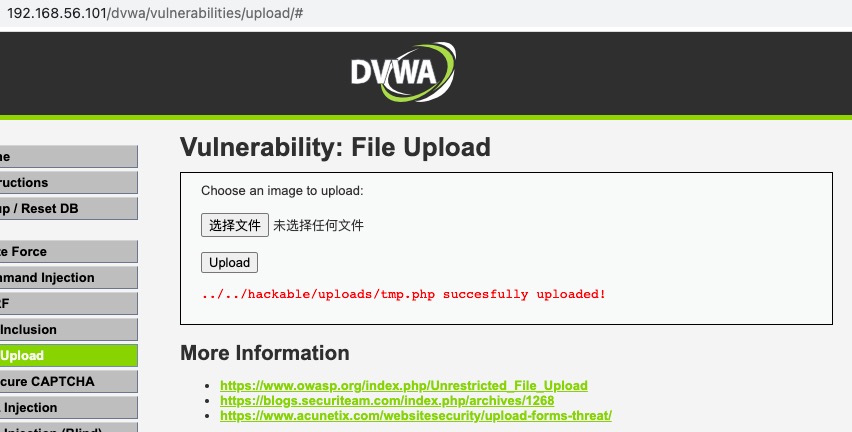 192.168.56.101/dvwa/vulnerabilities/upload/#
DVWA
Vulnerability: File Upload
ne
ructions
up / Reset DB
e Force
mmand Injection
RF
Inclusion
Upload
cure CAPTCHA
Injection
Injection (Blind)
Choose an image to upload:
选择文件 未选择任何文件
Upload
../../hackable/uploads/tmp.php succesfully uploaded!
More Information
https://www.owasp.org/index.php/Unrestricted_File_Upload
https://blogs.securiteam.com/index.php/archives/1268
https://www.acunetix.com/websitesecurity/upload-forms-threat/